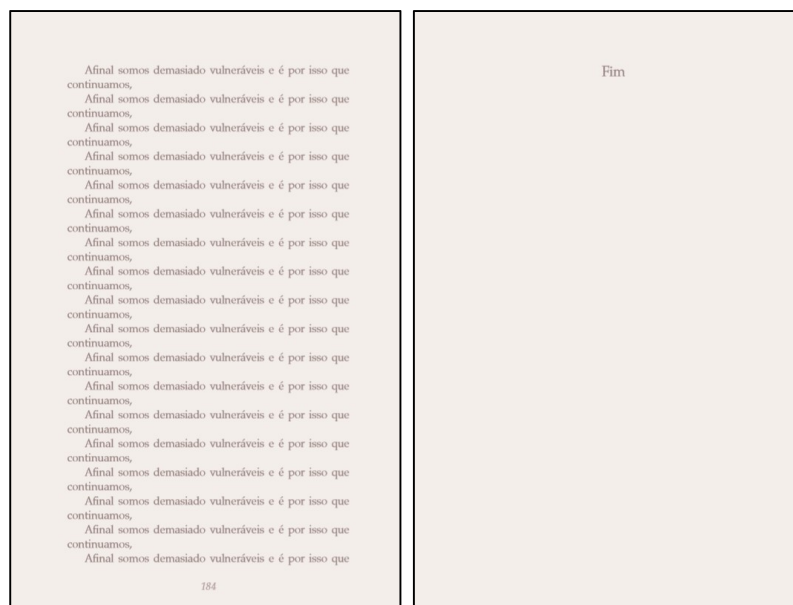 Afinal somos demasiado vulneráveis e é por isso que
continuamos,
Afinal somos demasiado vulneráveis e é por isso que
continuamos,
Afinal somos demasiado vulneráveis e é por isso que
continuamos,
Afinal somos demasiado vulneráveis e é por isso que
continuamos,
Afinal somos demasiado vulneráveis e é por isso que
continuamos,
Afinal somos demasiado vulneráveis e é por isso que
continuamos,
Afinal somos demasiado vulneráveis e é por isso que
continuamos,
Afinal somos demasiado vulneráveis e é por isso que
continuamos,
Afinal somos demasiado vulneráveis e é por isso que
continuamos,
Afinal somos demasiado vulneráveis e é por isso que
continuamos,
Afinal somos demasiado vulneráveis e é por isso que
continuamos,
Afinal somos demasiado vulneráveis e é por isso que
continuamos,
Afinal somos demasiado vulneráveis e é por isso que
continuamos,
Afinal somos demasiado vulneráveis e é por isso que
continuamos,
Afinal somos demasiado vulneráveis e é por isso que
continuamos,
Afinal somos demasiado vulneráveis e é por isso que
continuamos,
Afinal somos demasiado vulneráveis e é por isso que
continuamos,
Afinal somos demasiado vulneráveis e é por isso que
184
Fim